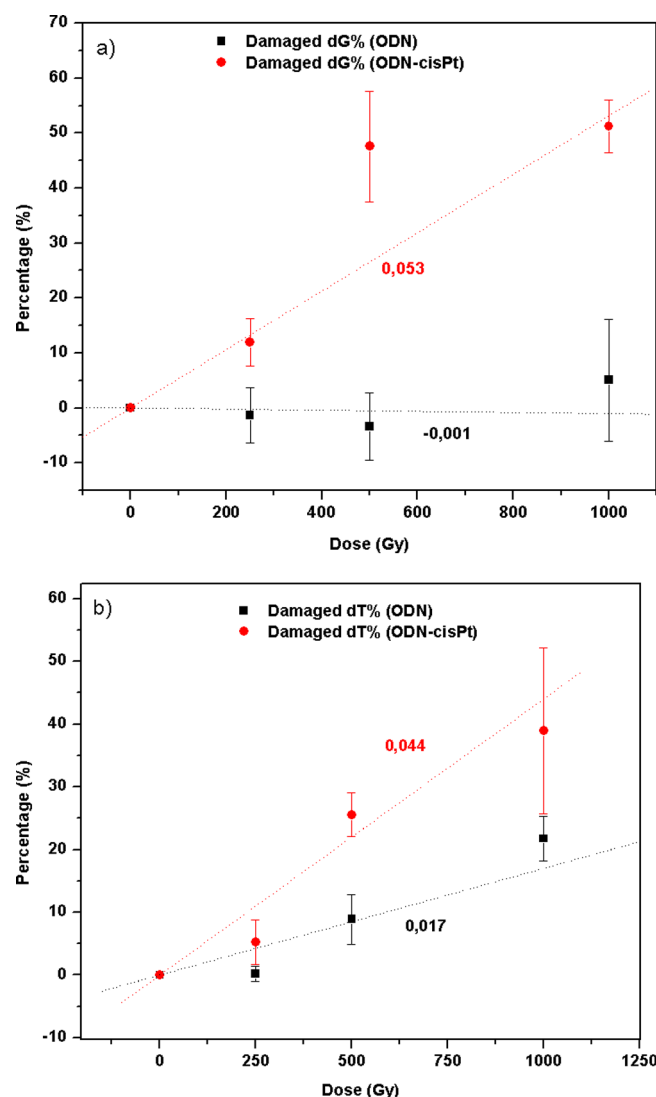 a)
Damaged dG% (ODN)
Damaged dG% (ODN-cisPt)
Percentage (%)
80
70
60
50
40
30
20
10
0
-10
0,053
-0,001
0 200 400 600 800 1000
Dose (Gy)
b)
Damaged dT% (ODN)
Damaged dT% (ODN-cisPt)
Percentage (%)
60
50
40
30
20
10
0
-10
0,044
0,017
0 250 500 750 1000 1250
Dose (Gy)